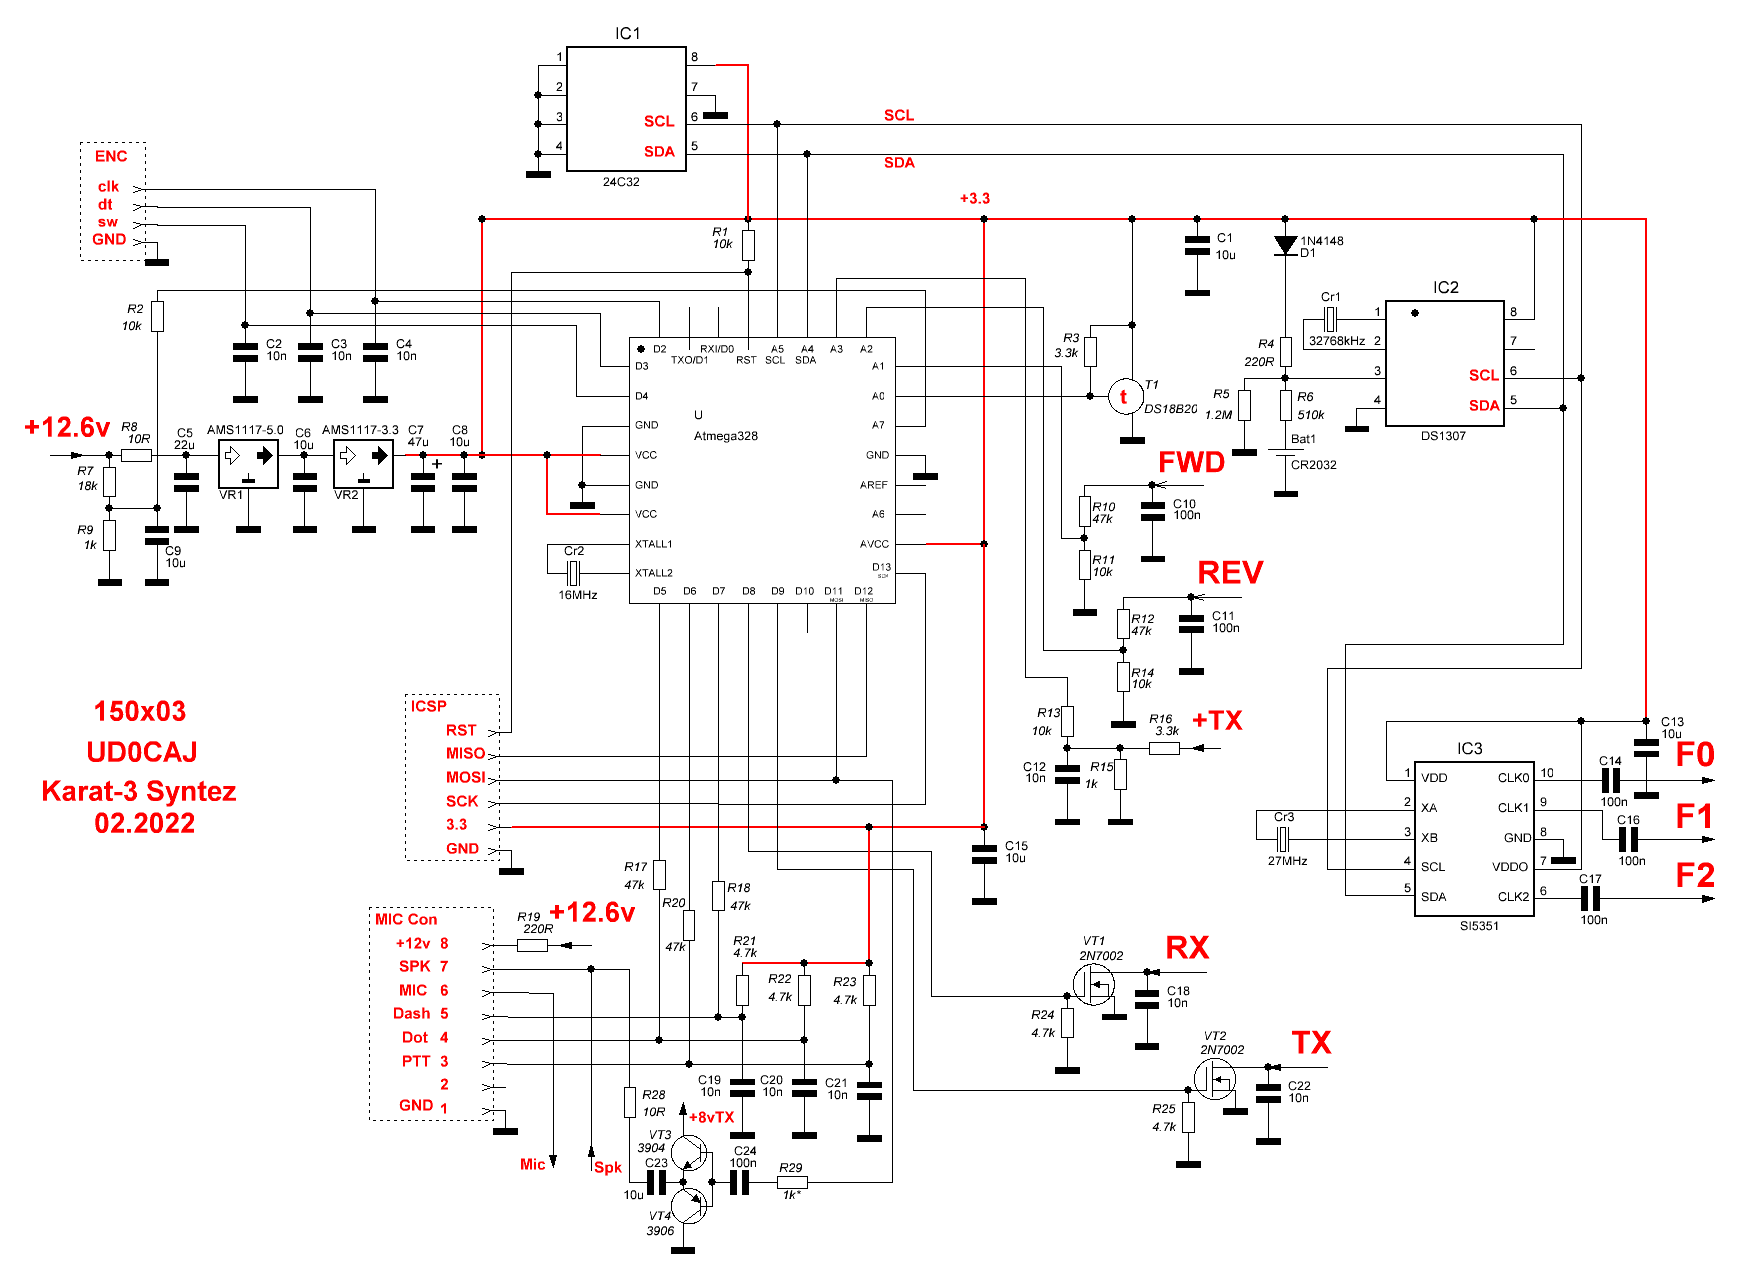 IC1
1
2
3
4
8
7
6
5
SCL
SDA
24C32
SCL
SDA
+3.3
ENC
clk
dt
sw
GND
R1
10k
C1
10u
1N4148
D1
R2
10k
C2
10n
C3
10n
C4
10n
Cr1
32768kHz
IC2
1
2
3
4
8
7
6
5
SCL
SDA
DS1307
R3
3.3k
T1
t
DS18B20
R4
220R
R5
1.2M
R6
510k
Bat1
CR2032
D2
TXO/D1
RXI/D0
RST
A5
SCL
A4
SDA
A3
A2
D3
D4
GND
VCC
GND
VCC
XTALL1
XTALL2
A1
A0
A7
GND
AREF
A6
AVCC
D13
SCK
U
Atmega328
D5
D6
D7
D8
D9
D10
D11
MOSI
D12
MISO
+12.6v
R8
10R
R7
18k
R9
1k
C5
22u
AMS1117-5.0
VR1
C6
10u
AMS1117-3.3
VR2
C7
47u
+
C8
10u
C9
10u
Cr2
16MHz
FWD
R10
47k
C10
100n
R11
10k
REV
R12
47k
C11
100n
R14
10k
R13
10k
R16
3.3k
+TX
C12
10n
R15
1k
150x03
UD0CAJ
Karat-3 Syntez
02.2022
ICSP
RST
MISO
MOSI
SCK
3.3
GND
C15
10u
C13
10u
IC3
1
2
3
4
5
VDD
XA
XB
SCL
SDA
CLK0
CLK1
GND
VDDO
CLK2
10
9
8
7
6
SI5351
Cr3
27MHz
C14
100n
F0
C16
100n
F1
C17
100n
F2
MIC Con
+12v 8
SPK 7
MIC 6
Dash 5
Dot 4
PTT 3
2
GND 1
R19
220R
+12.6v
R17
47k
R20
47k
R18
47k
R21
4.7k
R22
4.7k
R23
4.7k
C19
10n
C20
10n
C21
10n
VT1
2N7002
RX
C18
10n
R24
4.7k
VT2
2N7002
TX
C22
10n
R25
4.7k
R28
10R
+8vTX
VT3
3904
C23
10u
VT4
3906
C24
100n
R29
1k*
Mic
Spk